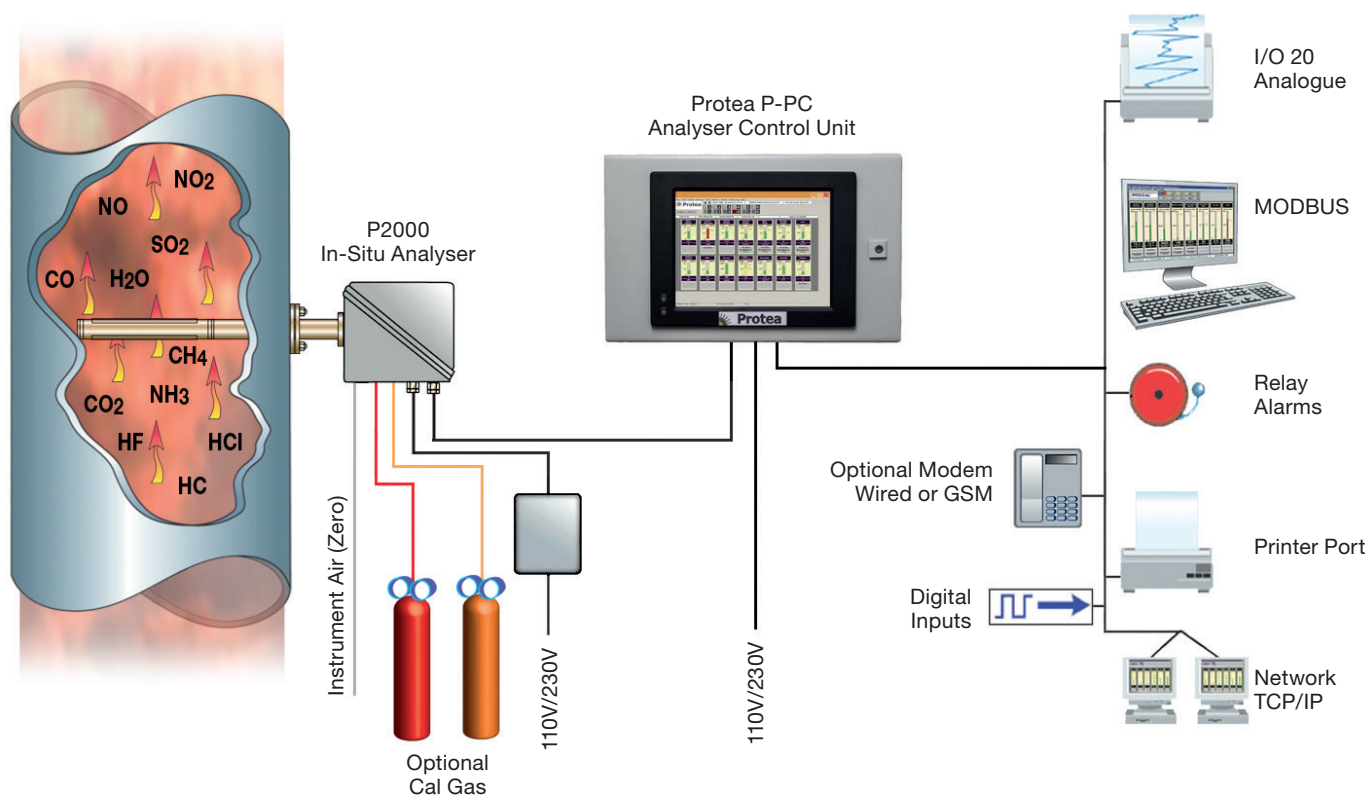 NO2
NO
SO2
CO
H2O
CH4
CO2
NH3
HF
HCl
HC
P2000
In-Situ Analyser
Instrument Air (Zero)
Optional
Cal Gas
110V/230V
Protea P-PC
Analyser Control Unit
Protea
Protea
110V/230V
I/O 20
Analogue
MODBUS
Relay
Alarms
Optional Modem
Wired or GSM
Printer Port
Digital
Inputs
Network
TCP/IP